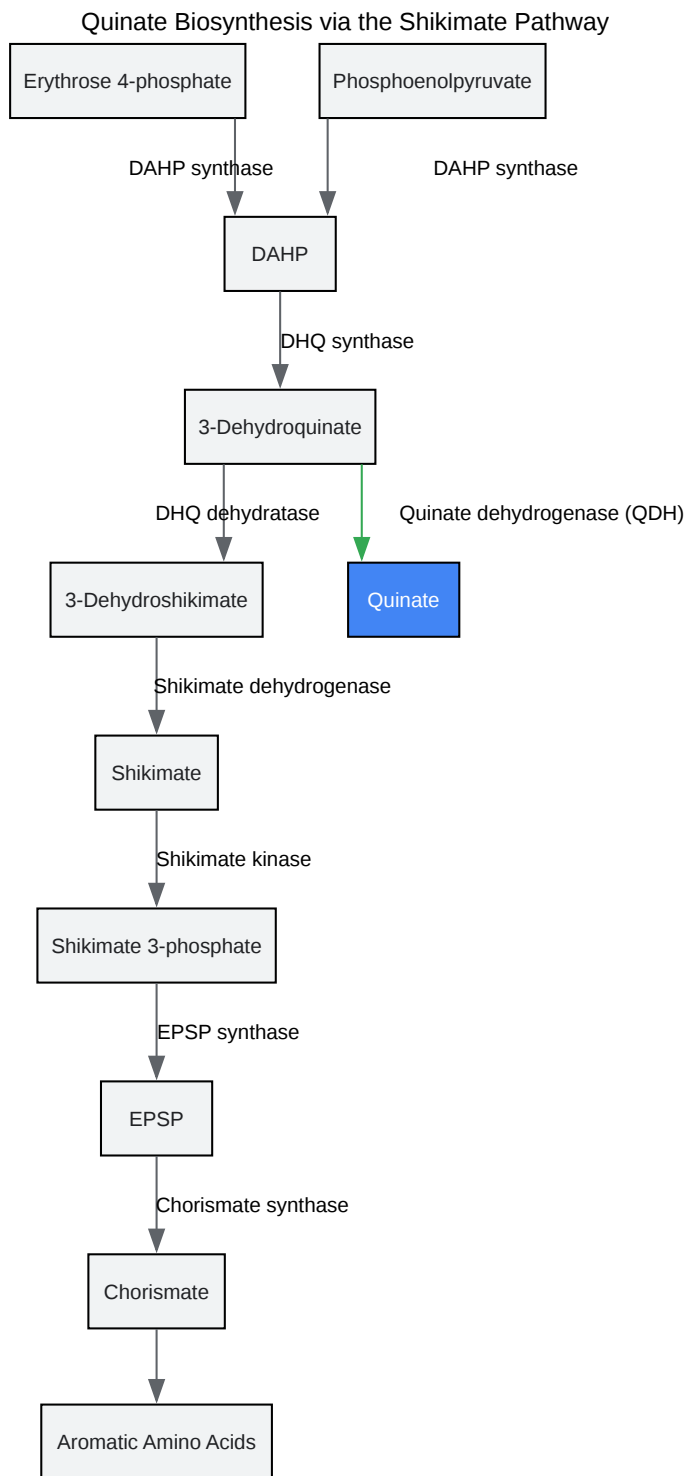 Quinate Biosynthesis via the Shikimate Pathway
Erythrose 4-phosphate
Phosphoenolpyruvate
DAHP synthase
DAHP synthase
DAHP
DHQ synthase
3-Dehydroquinate
DHQ dehydratase
Quinate dehydrogenase (QDH)
3-Dehydroshikimate
Quinate
Shikimate dehydrogenase
Shikimate
Shikimate kinase
Shikimate 3-phosphate
EPSP synthase
EPSP
Chorismate synthase
Chorismate
Aromatic Amino Acids